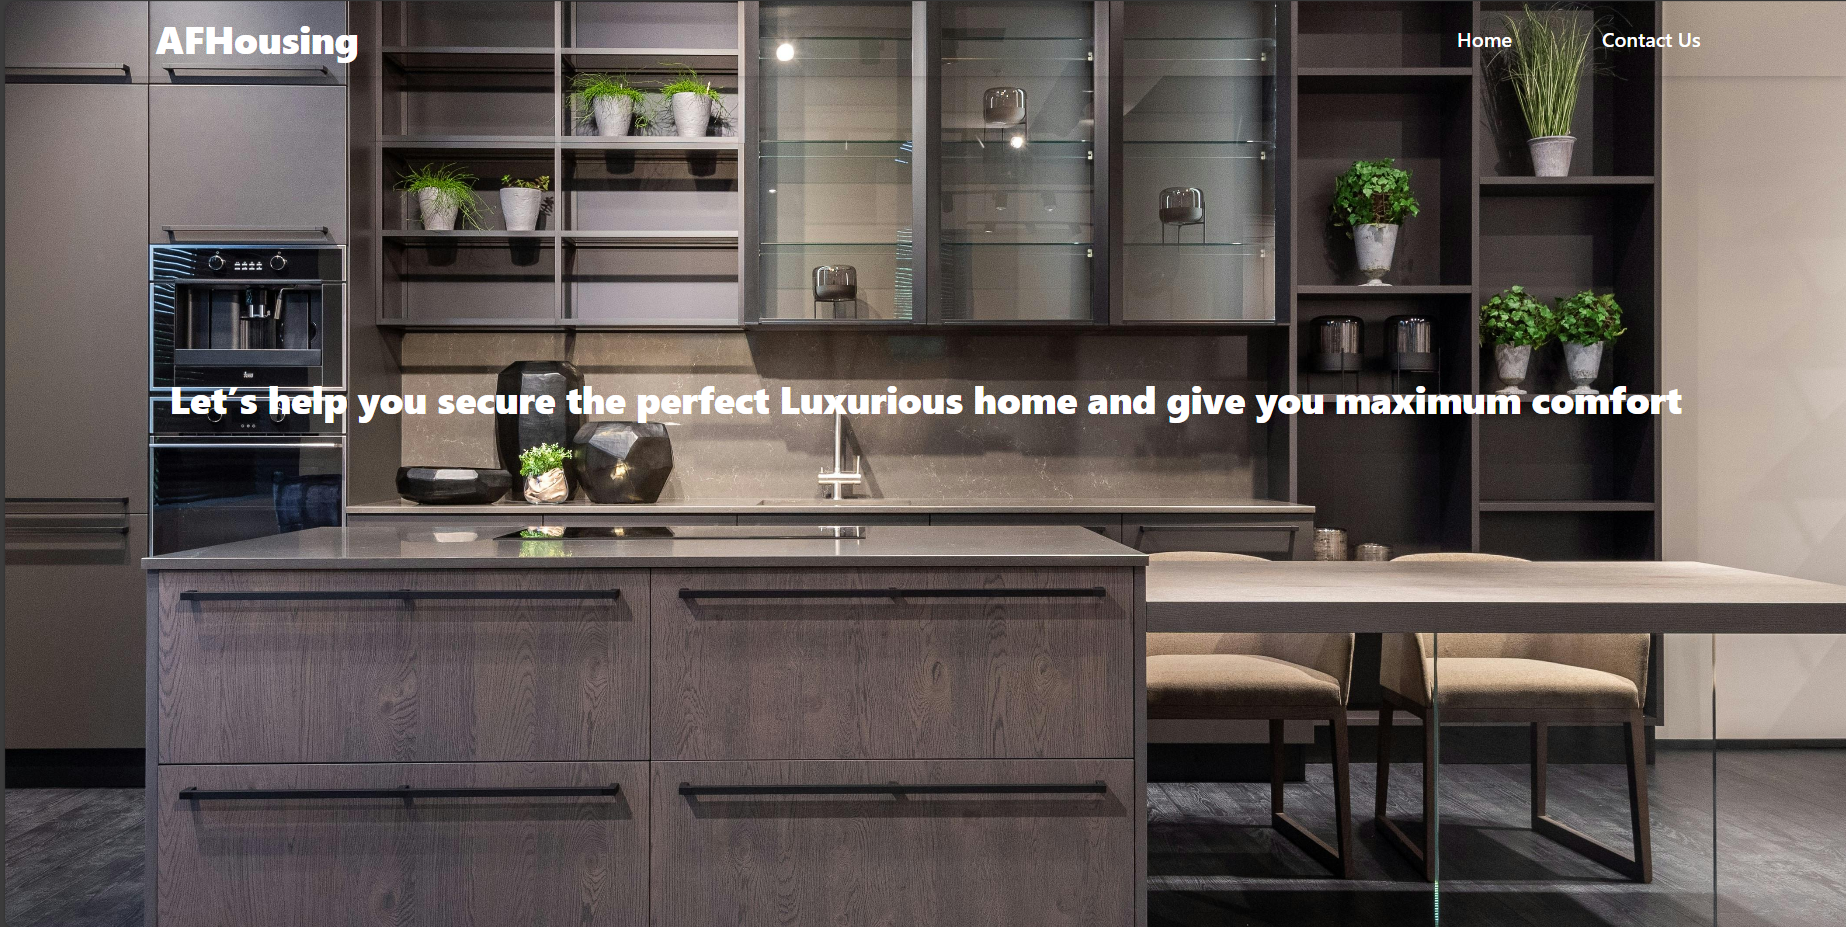 AFHousing
Home
Contact Us
Let's help you secure the perfect Luxurious home and give you maximum comfort